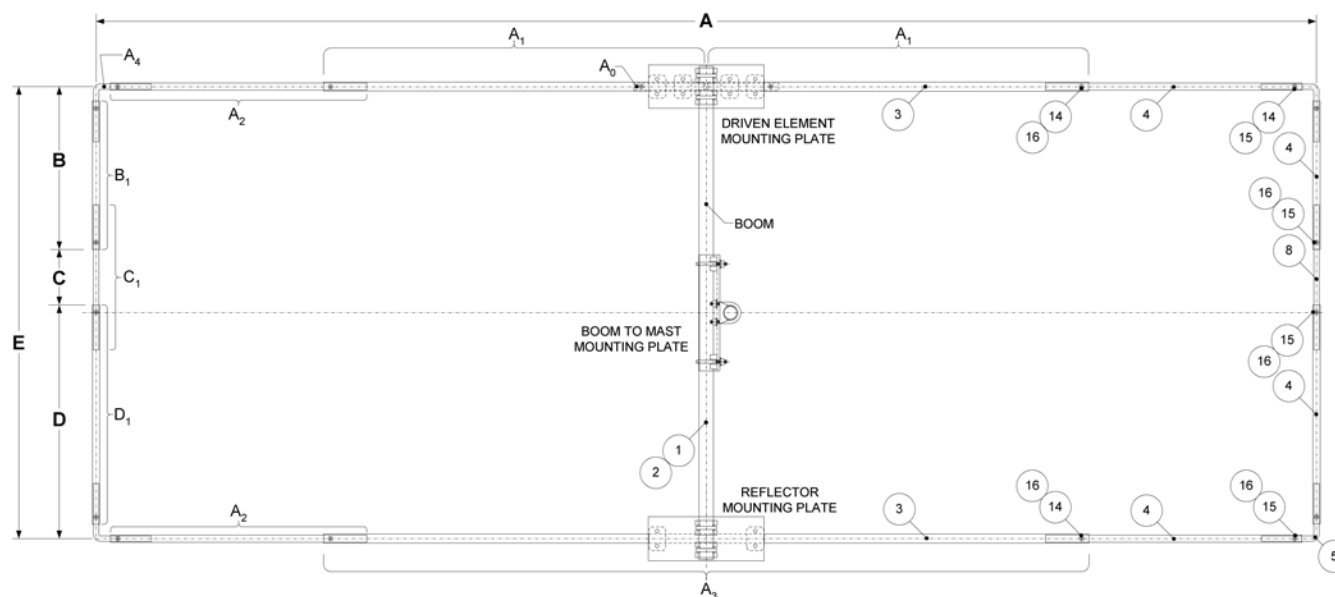 A
A1
A1
A4
A0
A2
3
14
16
4
14
15
DRIVEN ELEMENT
MOUNTING PLATE
4
B
B1
16
15
BOOM
8
C
C1
E
BOOM TO MAST
MOUNTING PLATE
15
16
4
D
D1
1
2
REFLECTOR
MOUNTING PLATE
A2
3
16
14
4
16
15
5
A3